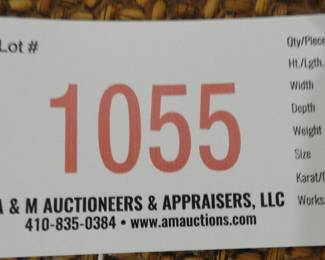 Lot #
1055
A & M AUCTIONEERS & APPRAISERS, LLC
410-835-0384 • www.amauctions.com
Qty/Piece
Ht./Lgth.
Width
Depth
Weight
Size
Karat/
Works